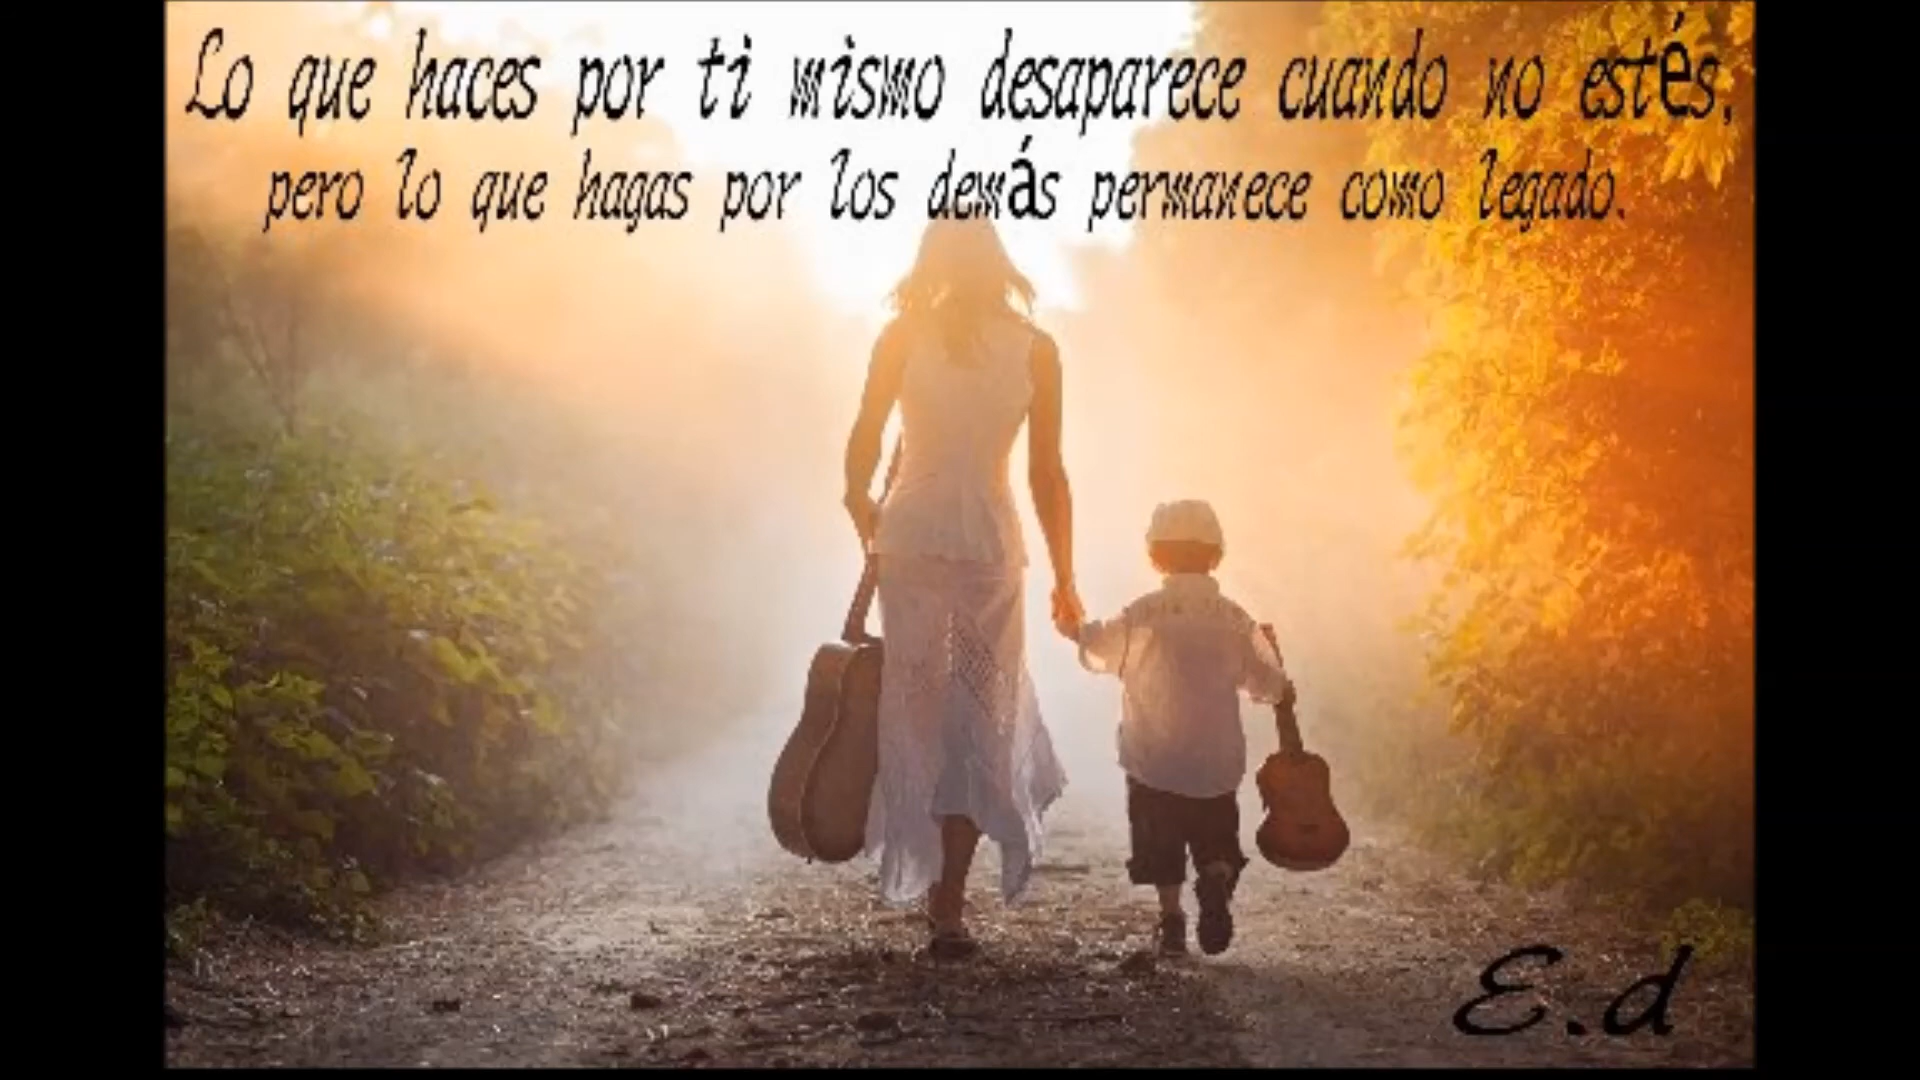 Lo que haces por ti mismo desaparece cuando no estés,
pero lo que hagas por los demás permanece como legado.
E.d